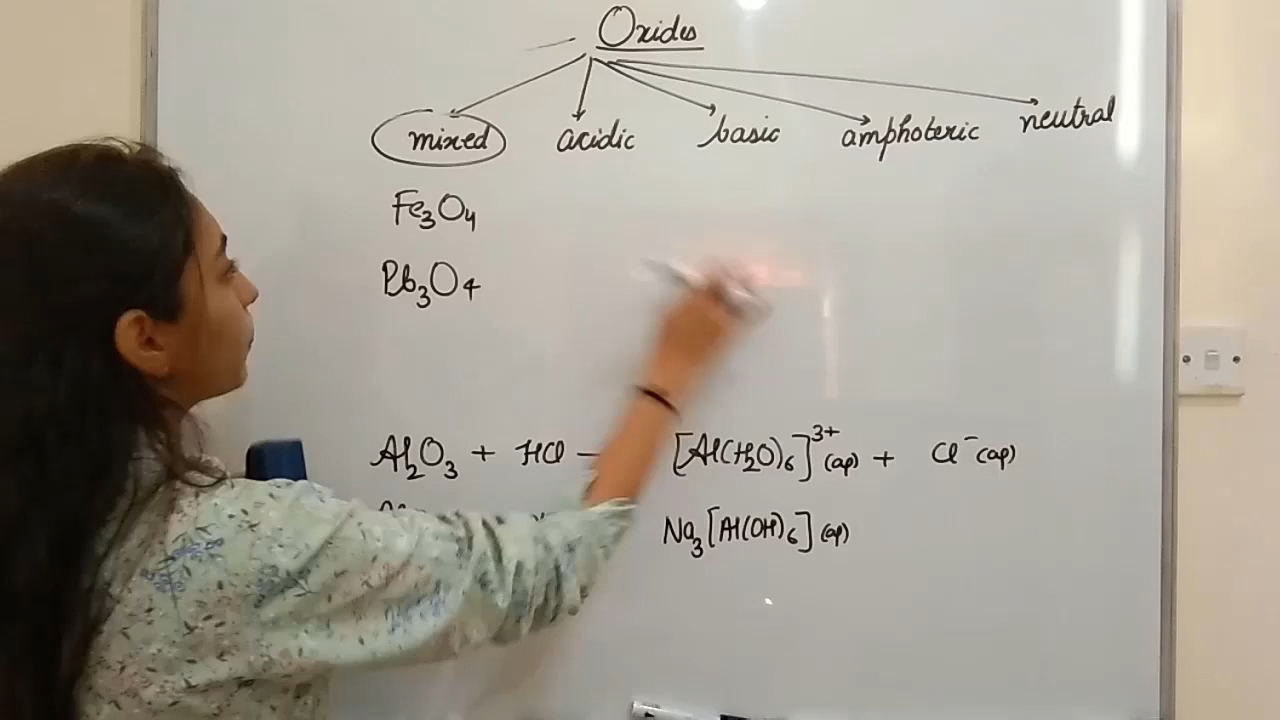 Oxides
mixed acidic basic amphoteric neutral
Fe₃O₄
Pb₃O₄
Al₂O₃ + HCl — [Al(H₂O)₆]³⁺(aq) + Cl⁻(aq)
Na₃[Al(OH)₆](aq)